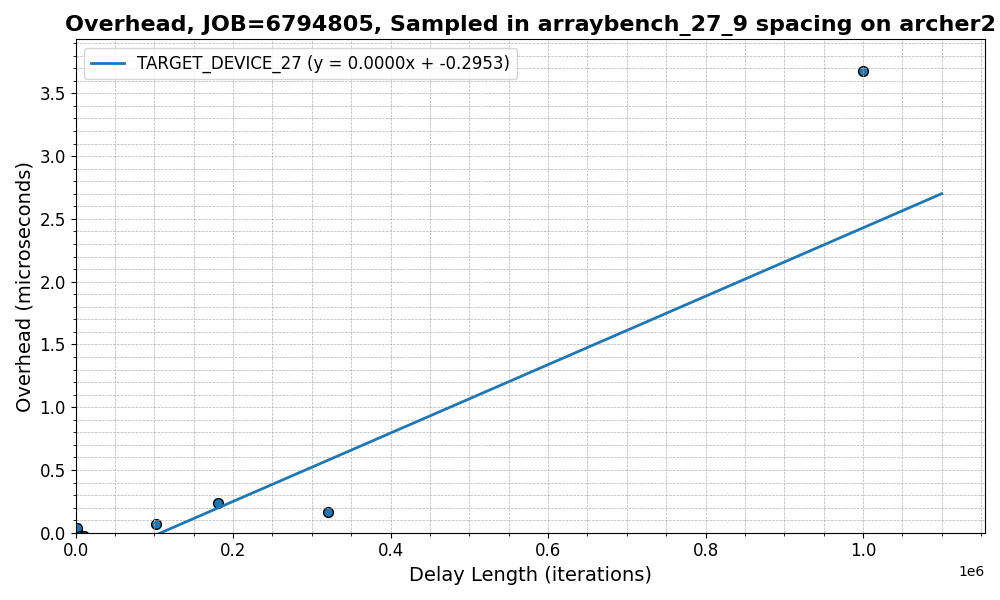 Overhead, JOB=6794805, Sampled in arraybench_27_9 spacing on archer2
TARGET_DEVICE_27 (y = 0.0000x + -0.2953)
Overhead (microseconds)
3.5
3.0
2.5
2.0
1.5
1.0
0.5
0.0
0.0 0.2 0.4 0.6 0.8 1.0
1e6
Delay Length (iterations)